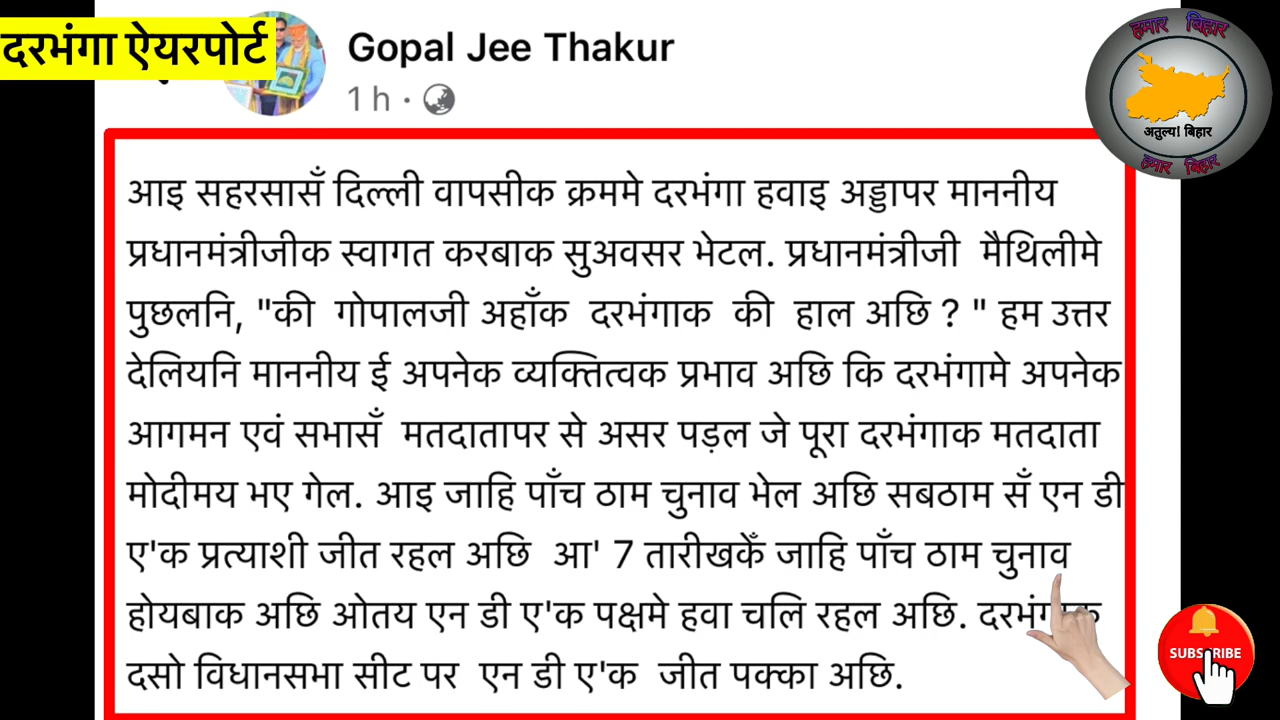 दरभंगा ऐयरपोर्ट
Gopal Jee Thakur
1 h ·
हमार बिहार
अतुल्य! बिहार
हमार बिहार
आइ सहरसासँ दिल्ली वापसीक क्रममे दरभंगा हवाइ अड्डापर माननीय
प्रधानमंत्रीजीक स्वागत करबाक सुअवसर भेटल. प्रधानमंत्रीजी मैथिलीमे
पुछलनि, "की गोपालजी अहाँक दरभंगाक की हाल अछि ? " हम उत्तर
देलियनि माननीय ई अपनेक व्यक्तित्वक प्रभाव अछि कि दरभंगामे अपनेक
आगमन एवं सभासँ मतदातापर से असर पड़ल जे पूरा दरभंगाक मतदाता
मोदीमय भए गेल. आइ जाहि पाँच ठाम चुनाव भेल अछि सबठाम सँ एन डी
ए'क प्रत्याशी जीत रहल अछि आ' 7 तारीखकेँ जाहि पाँच ठाम चुनाव
होयबाक अछि ओतय एन डी ए'क पक्षमे हवा चलि रहल अछि. दरभंगाक
दसो विधानसभा सीट पर एन डी ए'क जीत पक्का अछि.
SUBSCRIBE